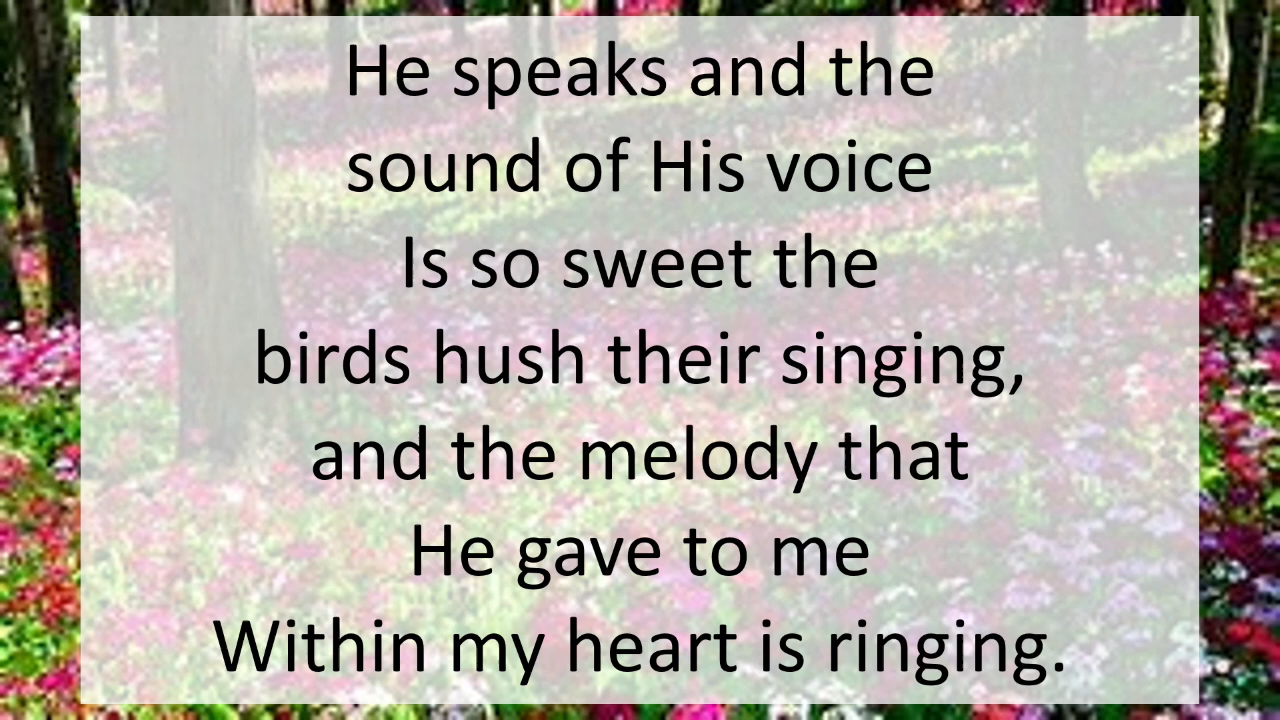 He speaks and the
sound of His voice
Is so sweet the
birds hush their singing,
and the melody that
He gave to me
Within my heart is ringing.